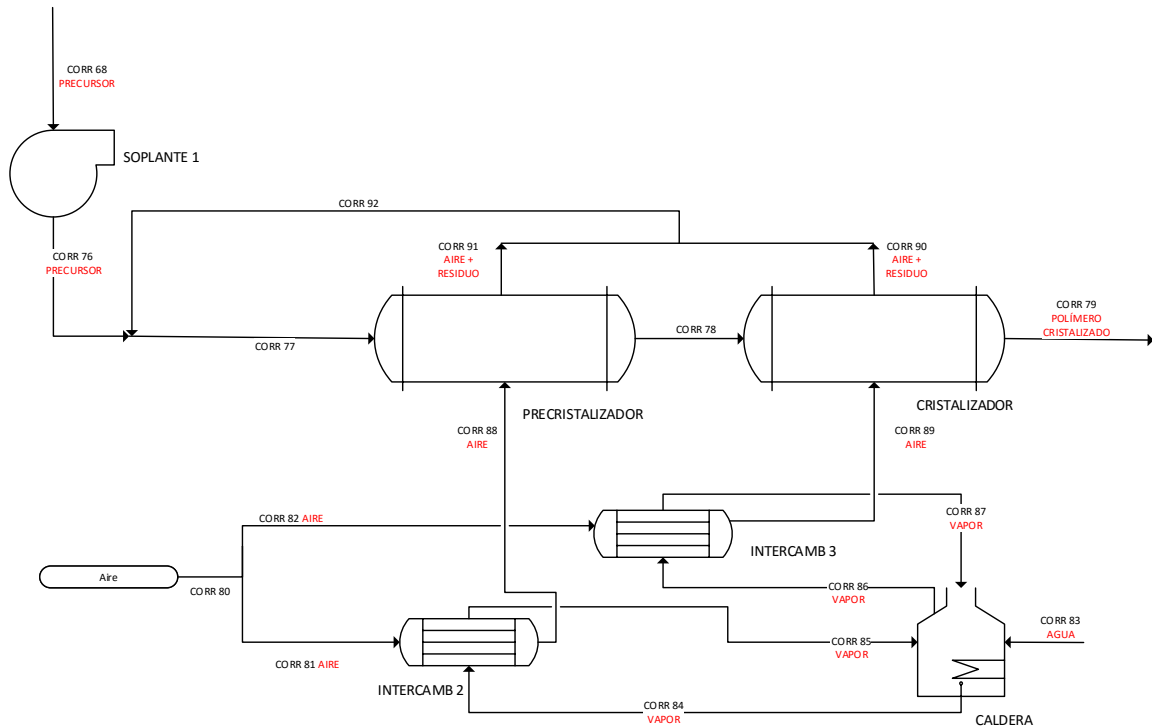 CORR 68
PRECURSOR
SOPLANTE 1
CORR 92
CORR 76
PRECURSOR
CORR 91
AIRE +
RESIDUO
CORR 90
AIRE +
RESIDUO
CORR 79
POLÍMERO
CRISTALIZADO
CORR 77
CORR 78
PRECRISTALIZADOR
CRISTALIZADOR
CORR 88
AIRE
CORR 89
AIRE
CORR 82 AIRE
CORR 87
VAPOR
INTERCAMB 3
Aire
CORR 80
CORR 86
VAPOR
CORR 83
AGUA
CORR 81 AIRE
CORR 85
VAPOR
INTERCAMB 2
CORR 84
VAPOR
CALDERA